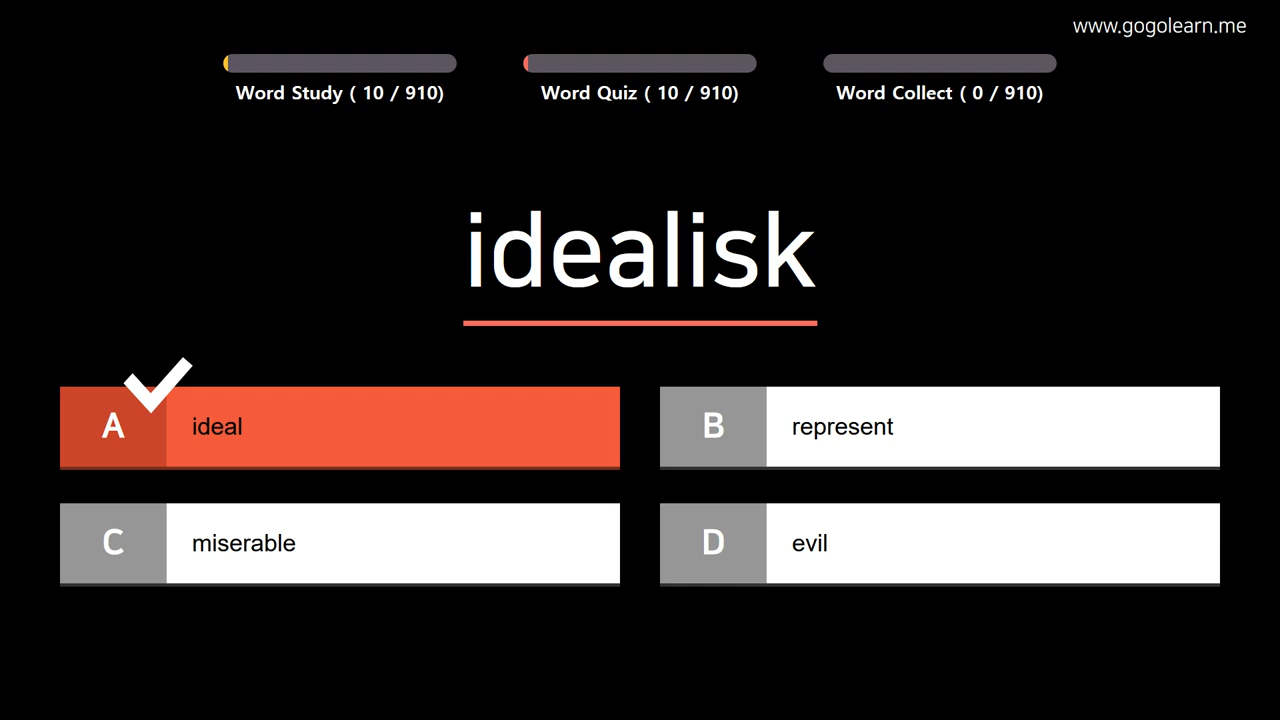 www.gogolearn.me
Word Study ( 10 / 910)
Word Quiz ( 10 / 910)
Word Collect ( 0 / 910)
idealisk
A ideal
B represent
C miserable
D evil